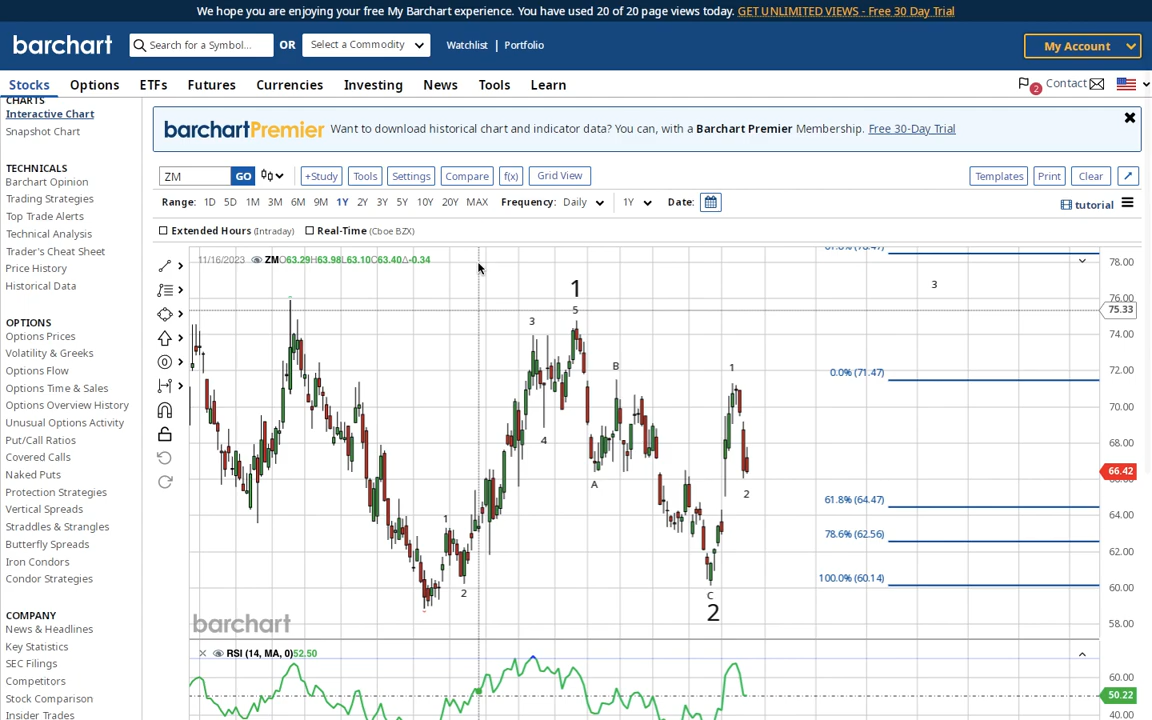 We hope you are enjoying your free My Barchart experience. You have used 20 of 20 page views today. GET UNLIMITED VIEWS - Free 30 Day Trial
barchart Search for a Symbol... OR Select a Commodity Watchlist | Portfolio My Account
Stocks Options ETFs Futures Currencies Investing News Tools Learn 2 Contact
CHARTS
Interactive Chart
Snapshot Chart
TECHNICALS
Barchart Opinion
Trading Strategies
Top Trade Alerts
Technical Analysis
Trader's Cheat Sheet
Price History
Historical Data
OPTIONS
Options Prices
Volatility & Greeks
Options Flow
Options Time & Sales
Options Overview History
Unusual Options Activity
Put/Call Ratios
Covered Calls
Naked Puts
Protection Strategies
Vertical Spreads
Straddles & Strangles
Butterfly Spreads
Iron Condors
Condor Strategies
COMPANY
News & Headlines
Key Statistics
SEC Filings
Competitors
Stock Comparison
Insider Trades
barchartPremier Want to download historical chart and indicator data? You can, with a Barchart Premier Membership. Free 30-Day Trial
ZM GO +Study Tools Settings Compare f(x) Grid View Templates Print Clear
Range: 1D 5D 1M 3M 6M 9M 1Y 2Y 3Y 5Y 10Y 20Y MAX Frequency: Daily 1Y Date: tutorial
Extended Hours (Intraday) Real-Time (Cboe BZX)
11/16/2023 ZM O63.29H63.98L63.10C63.40Δ-0.34
78.00
3
76.00
1
5
75.33
3
74.00
B
1
0.0% (71.47)
72.00
70.00
4
68.00
66.42
A
2
61.8% (64.47)
1
64.00
78.6% (62.56)
62.00
100.0% (60.14)
60.00
2
C
2
barchart
58.00
RSI (14, MA, 0)52.50
60.00
50.22
40.00